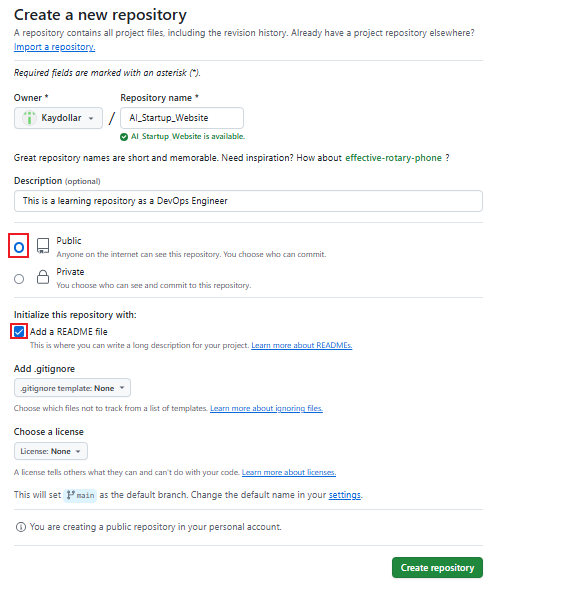 Create a new repository
A repository contains all project files, including the revision history. Already have a project repository elsewhere?
Import a repository.
Required fields are marked with an asterisk (*).
Owner * Repository name *
Kaydollar / AI_Startup_Website
AI_Startup_Website is available.
Great repository names are short and memorable. Need inspiration? How about effective-rotary-phone ?
Description (optional)
This is a learning repository as a DevOps Engineer
Public
Anyone on the internet can see this repository. You choose who can commit.
Private
You choose who can see and commit to this repository.
Initialize this repository with:
Add a README file
This is where you can write a long description for your project. Learn more about READMEs.
Add .gitignore
.gitignore template: None
Choose which files not to track from a list of templates. Learn more about ignoring files.
Choose a license
License: None
A license tells others what they can and can't do with your code. Learn more about licenses.
This will set main as the default branch. Change the default name in your settings.
You are creating a public repository in your personal account.
Create repository